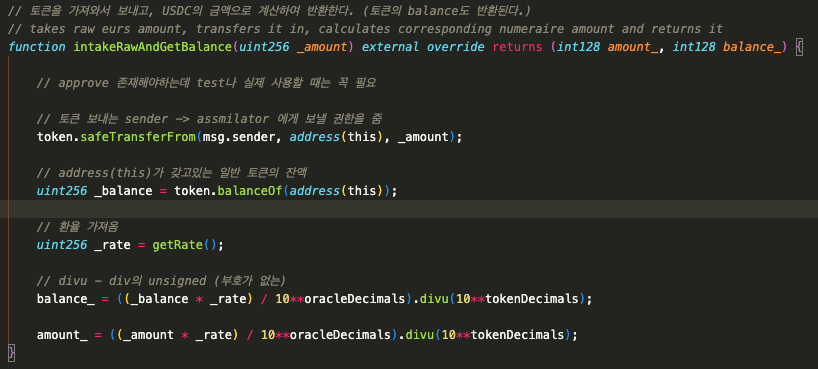 // 토큰을 가져와서 보내고, USDC의 금액으로 계산하여 반환한다. (토큰의 balance도 반환된다.)
// takes raw eurs amount, transfers it in, calculates corresponding numeraire amount and returns it
function intakeRawAndGetBalance(uint256 _amount) external override returns (int128 amount_, int128 balance_) {
// approve 존재해야하는데 test나 실제 사용할 때는 꼭 필요
// 토큰 보내는 sender -> assmilator 에게 보낼 권한을 줌
token.safeTransferFrom(msg.sender, address(this), _amount);
// address(this)가 갖고있는 일반 토큰의 잔액
uint256 _balance = token.balanceOf(address(this));
// 환율 가져옴
uint256 _rate = getRate();
// divu - div의 unsigned (부호가 없는)
balance_ = ((_balance * _rate) / 10**oracleDecimals).divu(10**tokenDecimals);
amount_ = ((_amount * _rate) / 10**oracleDecimals).divu(10**tokenDecimals);
}